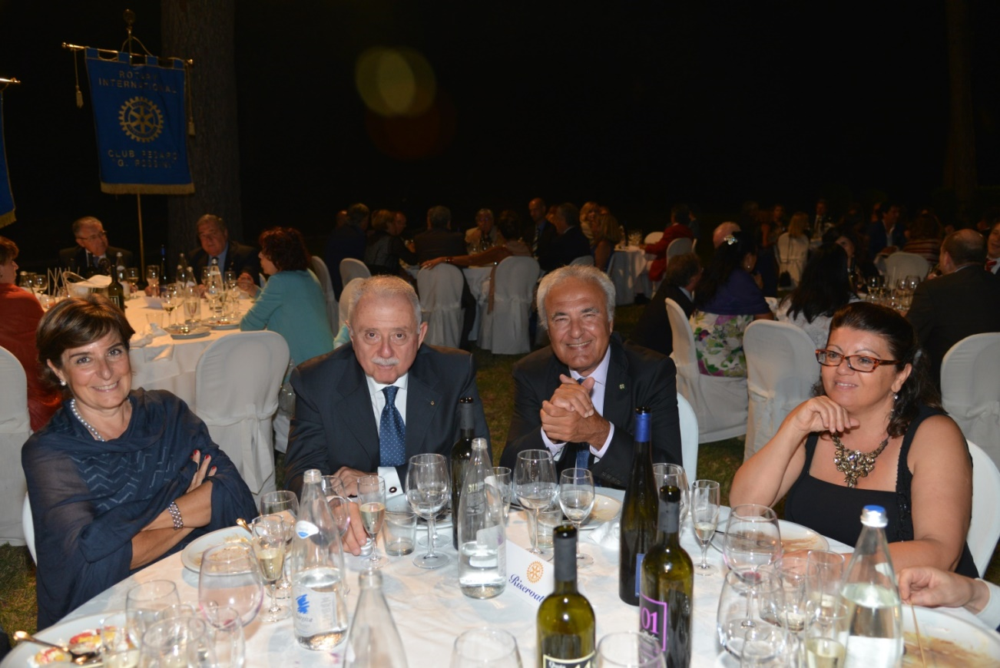 ROTARY
INTERNATIONAL
CLUB PESARO
"G. ROSSINI"
Riservato
01